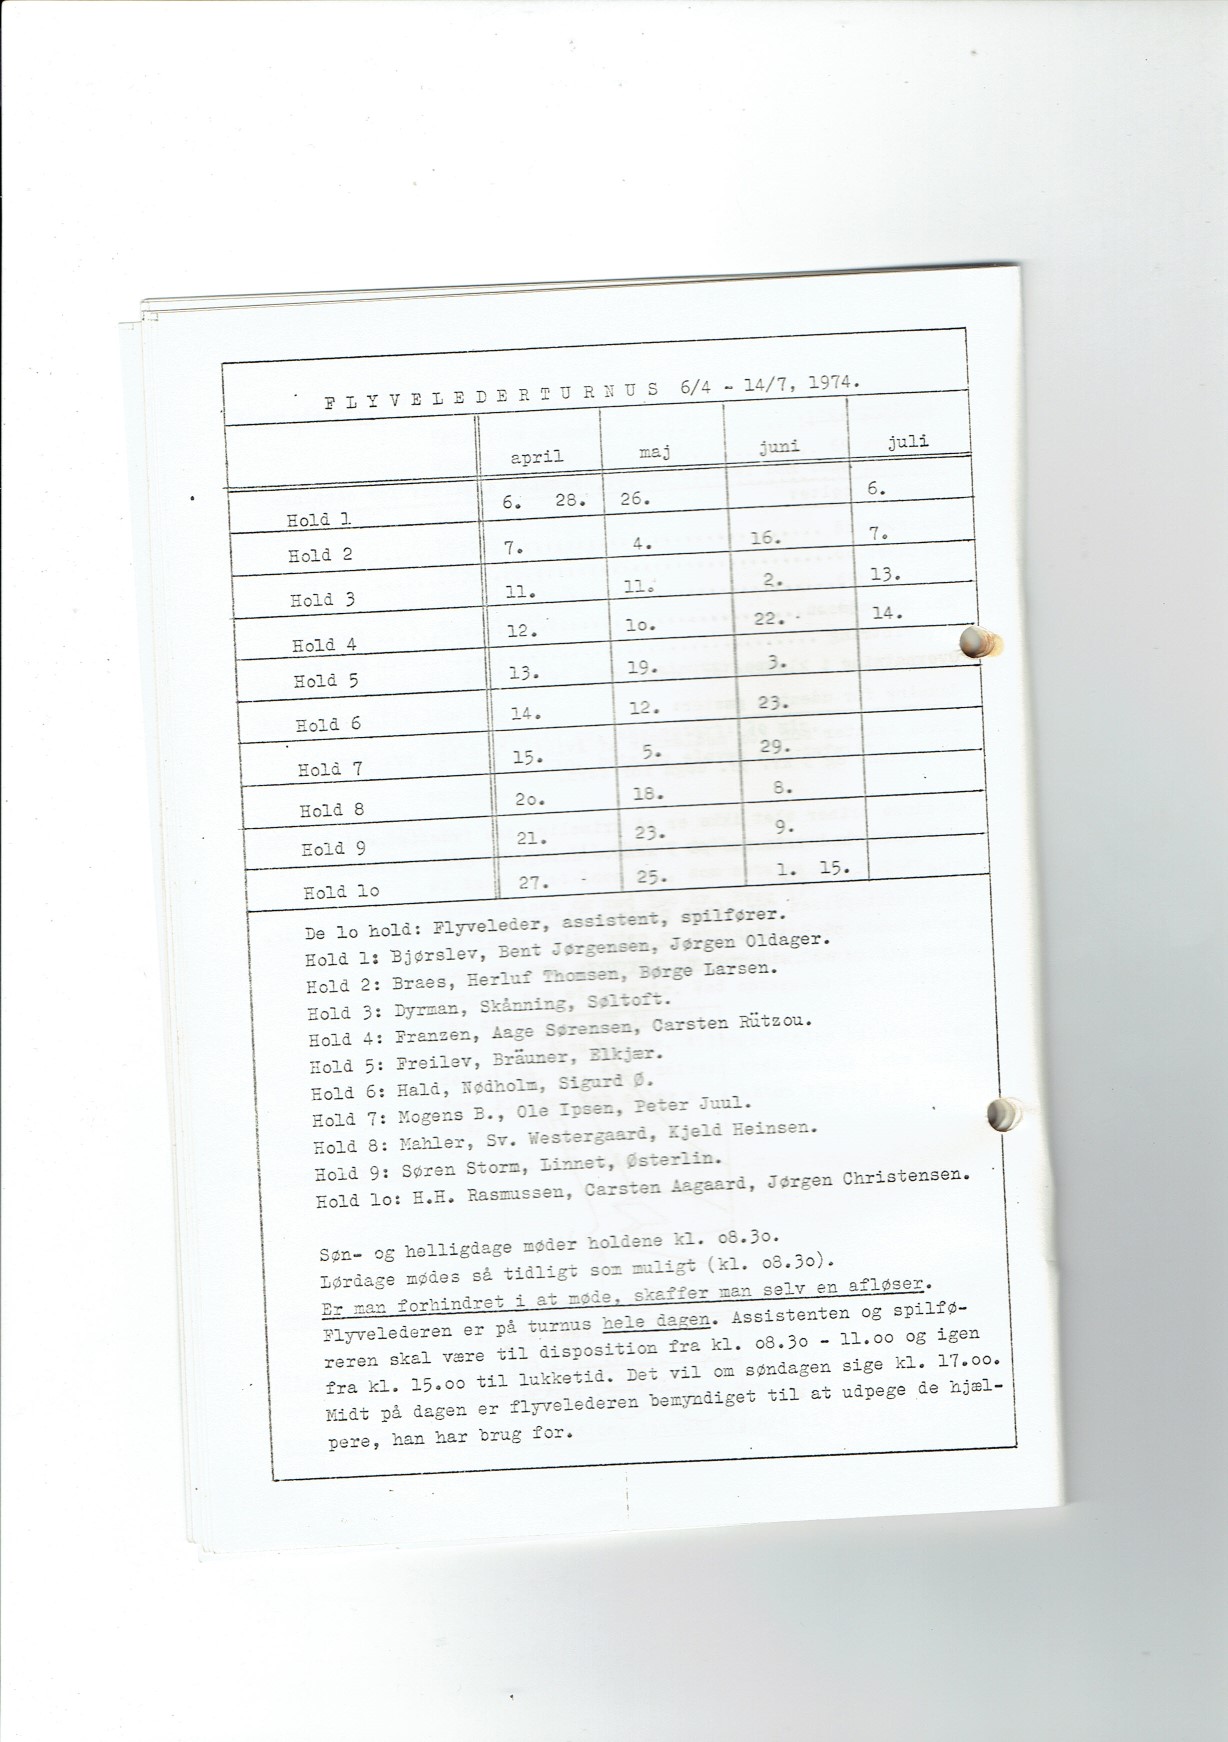 FLYVELEDERTURNUS 6/4 - 14/7, 1974.
april maj juni juli
Hold 1 6. 28. 26. 6.
Hold 2 7. 4. 16. 7.
Hold 3 11. 11. 2. 13.
Hold 4 12. lo. 22. 14.
Hold 5 13. 19. 3.
Hold 6 14. 12. 23.
Hold 7 15. 5. 29.
Hold 8 2o. 18. 8.
Hold 9 21. 23. 9.
Hold lo 27. 25. 1. 15.
De lo hold: Flyveleder, assistent, spilfører.
Hold 1: Bjørslev, Bent Jørgensen, Jørgen Oldager.
Hold 2: Braes, Herluf Thomsen, Børge Larsen.
Hold 3: Dyrman, Skånning, Søltoft.
Hold 4: Franzen, Aage Sørensen, Carsten Rützou.
Hold 5: Freilev, Bräuner, Elkjær.
Hold 6: Hald, Nødholm, Sigurd Ø.
Hold 7: Mogens B., Ole Ipsen, Peter Juul.
Hold 8: Mahler, Sv. Westergaard, Kjeld Heinsen.
Hold 9: Søren Storm, Linnet, Østerlin.
Hold lo: H.H. Rasmussen, Carsten Aagaard, Jørgen Christensen.
Søn- og helligdage møder holdene kl. o8.3o.
Lørdage mødes så tidligt som muligt (kl. o8.3o).
Er man forhindret i at møde, skaffer man selv en afløser.
Flyvelederen er på turnus hele dagen. Assistenten og spilfø-
reren skal være til disposition fra kl. o8.3o - 11.oo og igen
fra kl. 15.oo til lukketid. Det vil om søndagen sige kl. 17.oo.
Midt på dagen er flyvelederen bemyndiget til at udpege de hjæl-
pere, han har brug for.